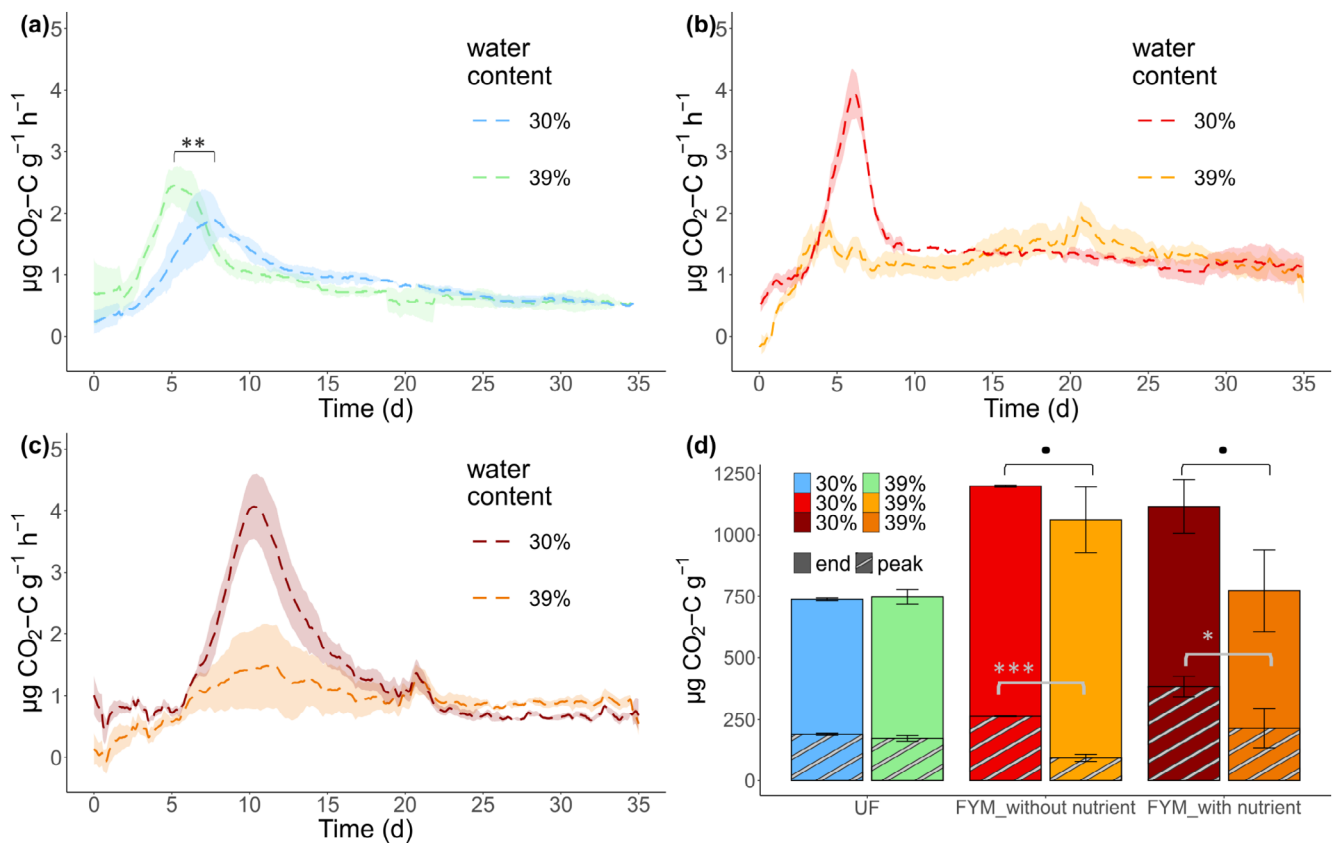 (a)
5
4
3
2
1
0
µg CO₂−C g⁻¹ h⁻¹
water
content
30%
39%
**
0 5 10 15 20 25 30 35
Time (d)
(b)
5
4
3
2
1
0
µg CO₂−C g⁻¹ h⁻¹
water
content
30%
39%
0 5 10 15 20 25 30 35
Time (d)
(c)
5
4
3
2
1
0
µg CO₂−C g⁻¹ h⁻¹
water
content
30%
39%
0 5 10 15 20 25 30 35
Time (d)
(d)
1250
1000
750
500
250
0
µg CO₂−C g⁻¹
30% 39%
30% 39%
30% 39%
end peak
•
•
***
*
UF FYM_without nutrient FYM_with nutrient